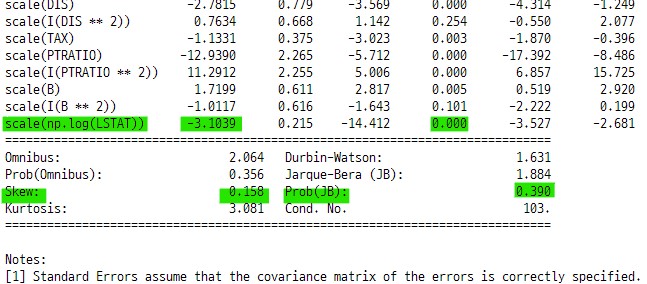 scale(DIS) -2.7815 0.779 -3.569 0.000 -4.314 -1.249
scale(I(DIS ** 2)) 0.7634 0.668 1.142 0.254 -0.550 2.077
scale(TAX) -1.1331 0.375 -3.023 0.003 -1.870 -0.396
scale(PTRATIO) -12.9390 2.265 -5.712 0.000 -17.392 -8.486
scale(I(PTRATIO ** 2)) 11.2912 2.255 5.006 0.000 6.857 15.725
scale(B) 1.7199 0.611 2.817 0.005 0.519 2.920
scale(I(B ** 2)) -1.0117 0.616 -1.643 0.101 -2.222 0.199
scale(np.log(LSTAT)) -3.1039 0.215 -14.412 0.000 -3.527 -2.681
==============================================================================
Omnibus: 2.064 Durbin-Watson: 1.631
Prob(Omnibus): 0.356 Jarque-Bera (JB): 1.884
Skew: 0.158 Prob(JB): 0.390
Kurtosis: 3.081 Cond. No. 103.
==============================================================================
Notes:
[1] Standard Errors assume that the covariance matrix of the errors is correctly specified.